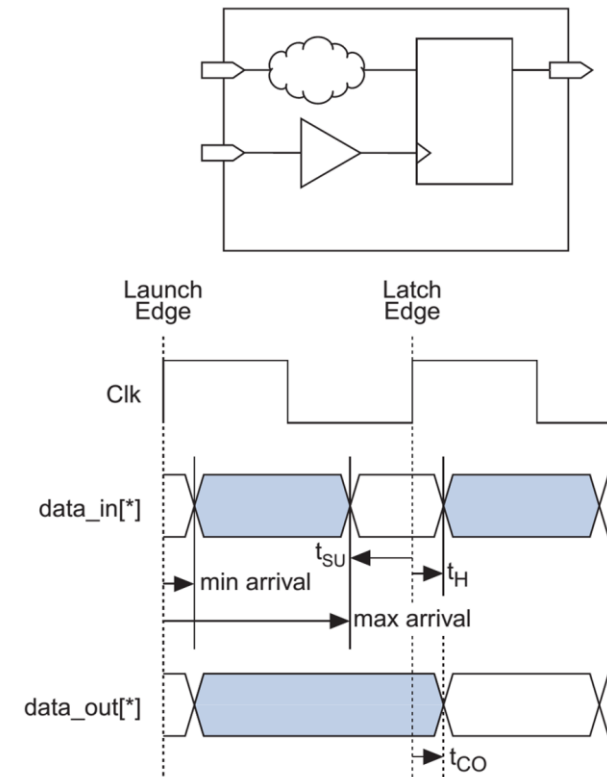 Launch
Edge
Latch
Edge
Clk
data_in[*]
tSU
tH
min arrival
max arrival
data_out[*]
tCO